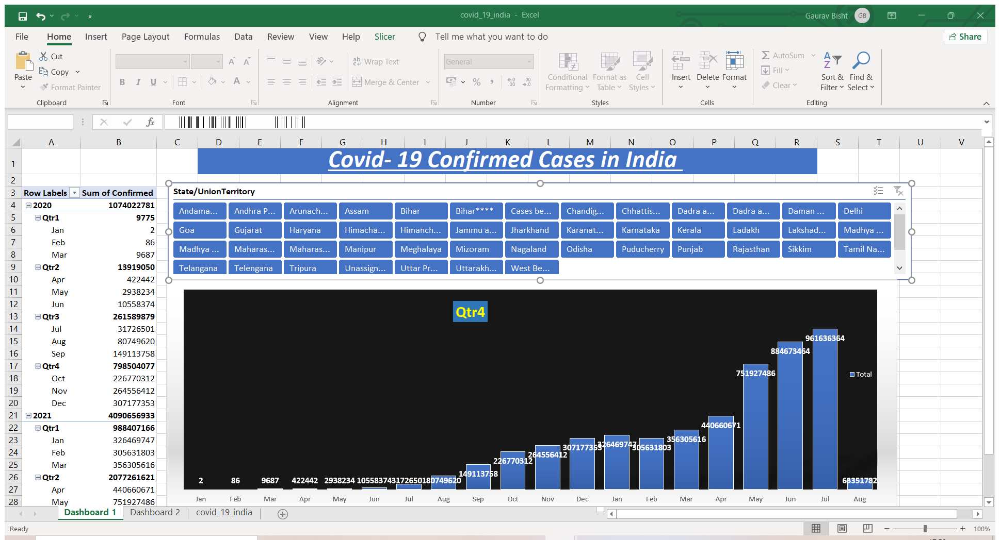 covid_19_india - Excel
Gaurav Bisht GB
File Home Insert Page Layout Formulas Data Review View Help Slicer Tell me what you want to do Share
Paste
Cut
Copy
Format Painter
Clipboard
B I U A
Font
Wrap Text
Merge & Center
Alignment
General
%
Number
Conditional Formatting
Format as Table
Cell Styles
Styles
Insert Delete Format
Cells
AutoSum
Fill
Clear
Sort & Filter
Find & Select
Editing
fx
A B C D E F G H I J K L M N O P Q R S T U V
1 Covid- 19 Confirmed Cases in India
2
3 Row Labels Sum of Confirmed
4 2020 1074022781
5 Qtr1 9775
6 Jan 2
7 Feb 86
8 Mar 9687
9 Qtr2 13919050
10 Apr 422442
11 May 2938234
12 Jun 10558374
13 Qtr3 261589879
14 Jul 31726501
15 Aug 80749620
16 Sep 149113758
17 Qtr4 798504077
18 Oct 226770312
19 Nov 264556412
20 Dec 307177353
21 2021 4090656933
22 Qtr1 988407166
23 Jan 326469747
24 Feb 305631803
25 Mar 356305616
26 Qtr2 2077261621
27 Apr 440660671
28 May 751927486
State/UnionTerritory
Andama... Andhra P... Arunach... Assam Bihar Bihar**** Cases be... Chandig... Chhattis... Dadra a... Dadra a... Daman ... Delhi
Goa Gujarat Haryana Himacha... Himanch... Jammu a... Jharkhand Karanat... Karnataka Kerala Ladakh Lakshad... Madhya ...
Madhya ... Maharas... Maharas... Manipur Meghalaya Mizoram Nagaland Odisha Puducherry Punjab Rajasthan Sikkim Tamil Na...
Telangana Telengana Tripura Unassign... Uttar Pr... Uttarakh... West Be...
Qtr4
2 86 9687 422442 2938234 10558374 31726501 80749620 149113758 226770312 264556412 307177353 326469747 305631803 356305616 440660671 751927486 884673464 961636364 63351782
Total
Jan Feb Mar Apr May Jun Jul Aug Sep Oct Nov Dec Jan Feb Mar Apr May Jun Jul Aug
Dashboard 1 Dashboard 2 covid_19_india
Ready
100%